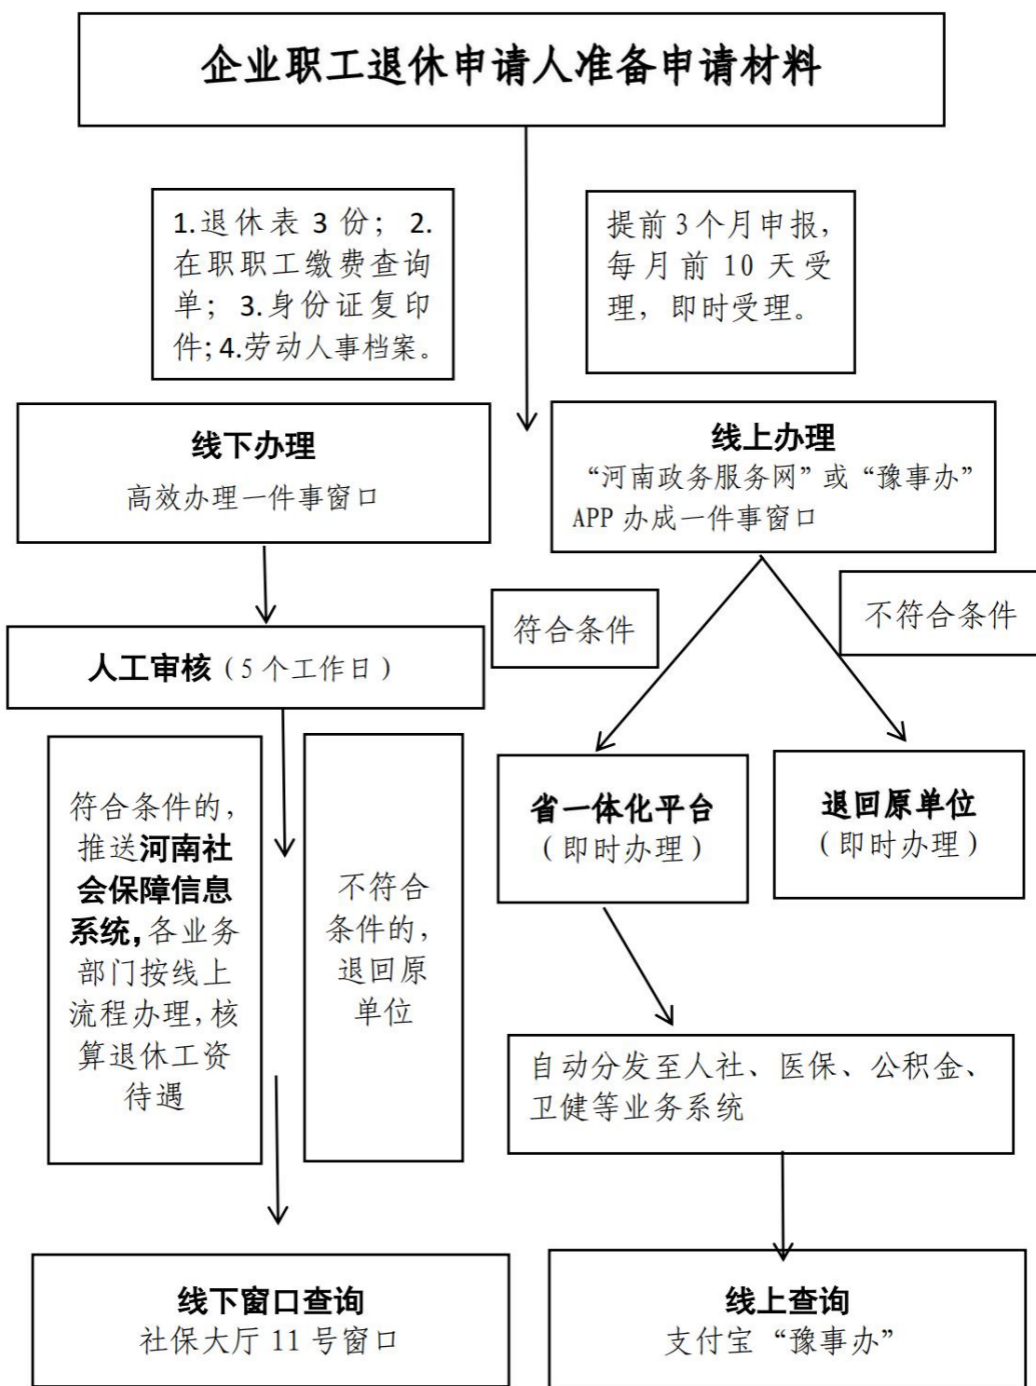 企业职工退休申请人准备申请材料
1.退休表 3 份；2.
在职职工缴费查询
单；3.身份证复印
件;4.劳动人事档案。
提前 3 个月申报，
每月前 10 天受
理，即时受理。
线下办理
高效办理一件事窗口
线上办理
“河南政务服务网”或“豫事办”
APP 办成一件事窗口
符合条件
不符合条件
人工审核（5 个工作日）
符合条件的，
推送河南社
会保障信息
系统,各业务
部门按线上
流程办理,核
算退休工资
待遇
不符合
条件的，
退回原
单位
省一体化平台
（即时办理）
退回原单位
（即时办理）
自动分发至人社、医保、公积金、
卫健等业务系统
线下窗口查询
社保大厅 11 号窗口
线上查询
支付宝“豫事办”